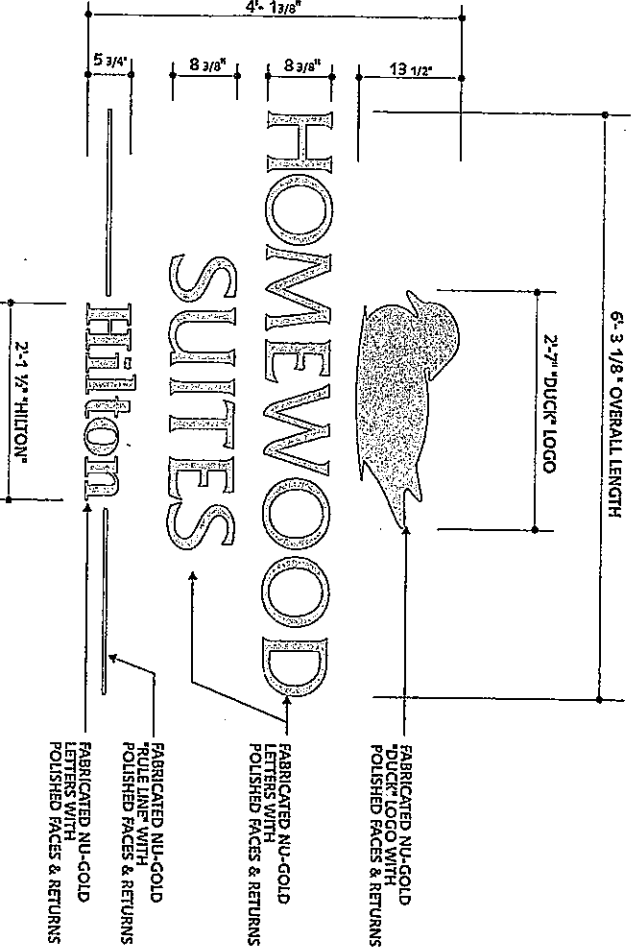 6'- 3 1/8" OVERALL LENGTH
2'-7" "DUCK" LOGO
4'- 1 3/8"
13 1/2"
8 3/8"
8 3/8"
5 3/4"
HOMEWOOD
SUITES
Hilton
2'-1 1/2" "HILTON"
FABRICATED NU-GOLD
"DUCK" LOGO WITH
POLISHED FACES & RETURNS
FABRICATED NU-GOLD
LETTERS WITH
POLISHED FACES & RETURNS
FABRICATED NU-GOLD
"RULE LINE" WITH
POLISHED FACES & RETURNS
FABRICATED NU-GOLD
LETTERS WITH
POLISHED FACES & RETURNS